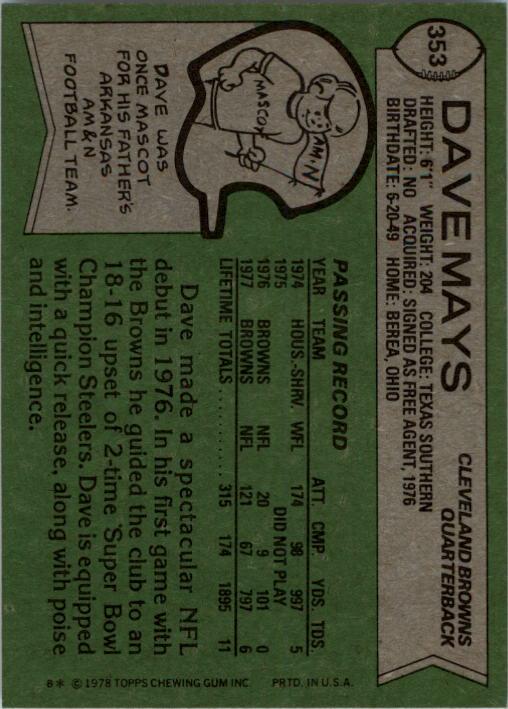 353
DAVE MAYS
CLEVELAND BROWNS
QUARTERBACK
HEIGHT: 6'1" WEIGHT: 204 COLLEGE: TEXAS SOUTHERN
DRAFTED: NO ACQUIRED: SIGNED AS FREE AGENT, 1976
BIRTHDATE: 6-20-49 HOME: BEREA, OHIO
AM&N
MASCOT
DAVE WAS
ONCE MASCOT
FOR HIS FATHER'S
ARKANSAS
AM&N
FOOTBALL TEAM.
PASSING RECORD
YEAR TEAM ATT. CMP. YDS. TDS.
1974 HOUS.-SHRV. WFL 174 98 997 5
1975 DID NOT PLAY
1976 BROWNS NFL 20 9 101 0
1977 BROWNS NFL 121 67 797 6
LIFETIME TOTALS .......... 315 174 1895 11
Dave made a spectacular NFL
debut in 1976. In his first game with
the Browns he guided the club to an
18-16 upset of 2-time Super Bowl
Champion Steelers. Dave is equipped
with a quick release, along with poise
and intelligence.
8* © 1978 TOPPS CHEWING GUM INC. PRTD. IN U.S.A.